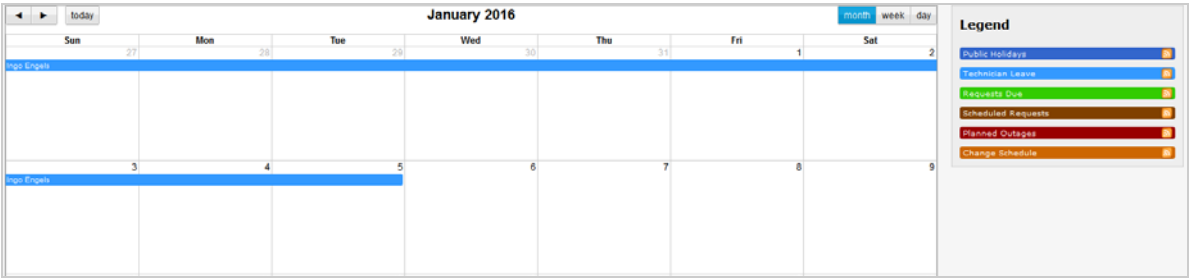 ◄ ► today January 2016 month week day
Legend
Sun Mon Tue Wed Thu Fri Sat
27 28 29 30 31 1 2
Ingo Engels
Public Holidays
Technician Leave
Requests Due
Scheduled Requests
Planned Outages
Change Schedule
3 4 5 6 7 8 9
Ingo Engels